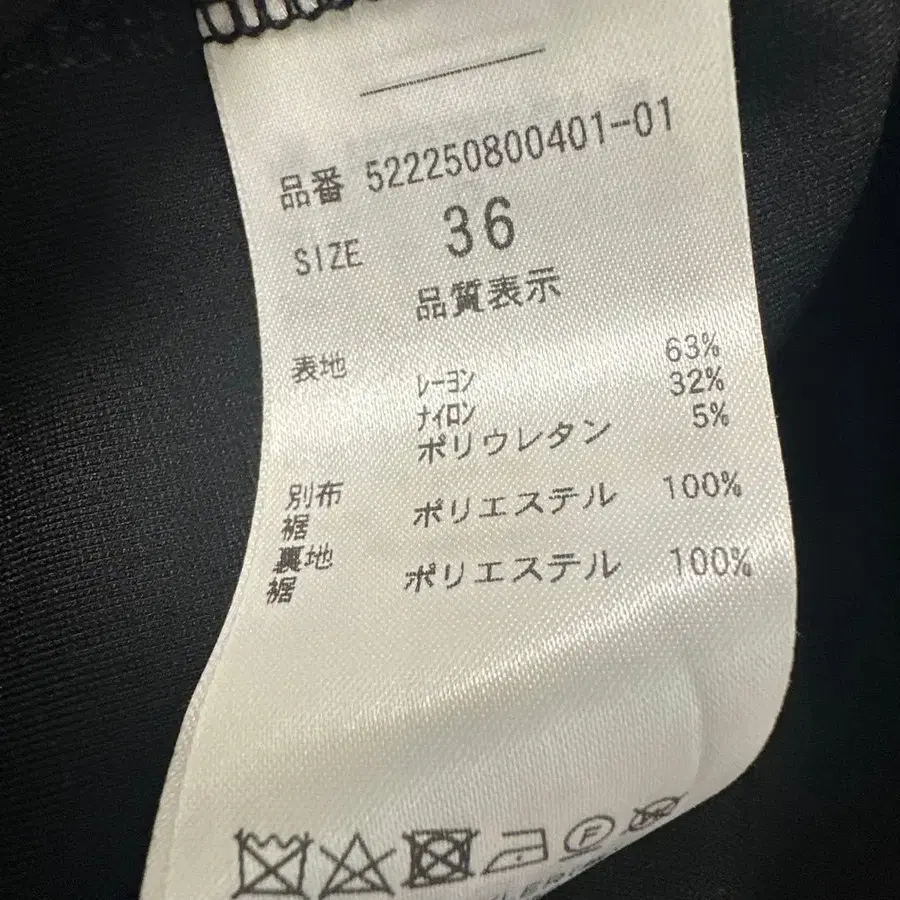 品番 522250800401-01
SIZE 36
品質表示
表地 レーヨン 63%
ナイロン 32%
ポリウレタン 5%
別布
裾 ポリエステル 100%
裏地
裾 ポリエステル 100%
F